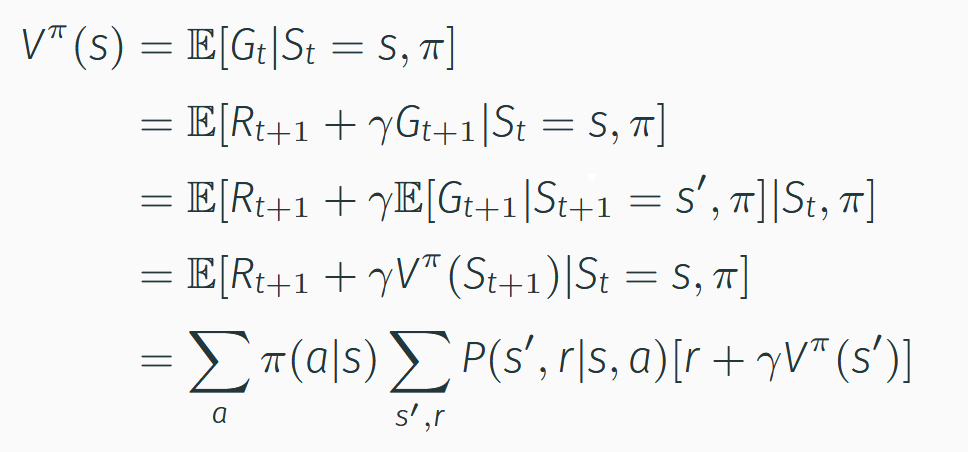 V^π(s) = 𝔼[G_t|S_t = s, π]
= 𝔼[R_{t+1} + γG_{t+1}|S_t = s, π]
= 𝔼[R_{t+1} + γ𝔼[G_{t+1}|S_{t+1} = s′, π]|S_t, π]
= 𝔼[R_{t+1} + γV^π(S_{t+1})|S_t = s, π]
= ∑_a π(a|s) ∑_{s′,r} P(s′, r|s, a)[r + γV^π(s′)]